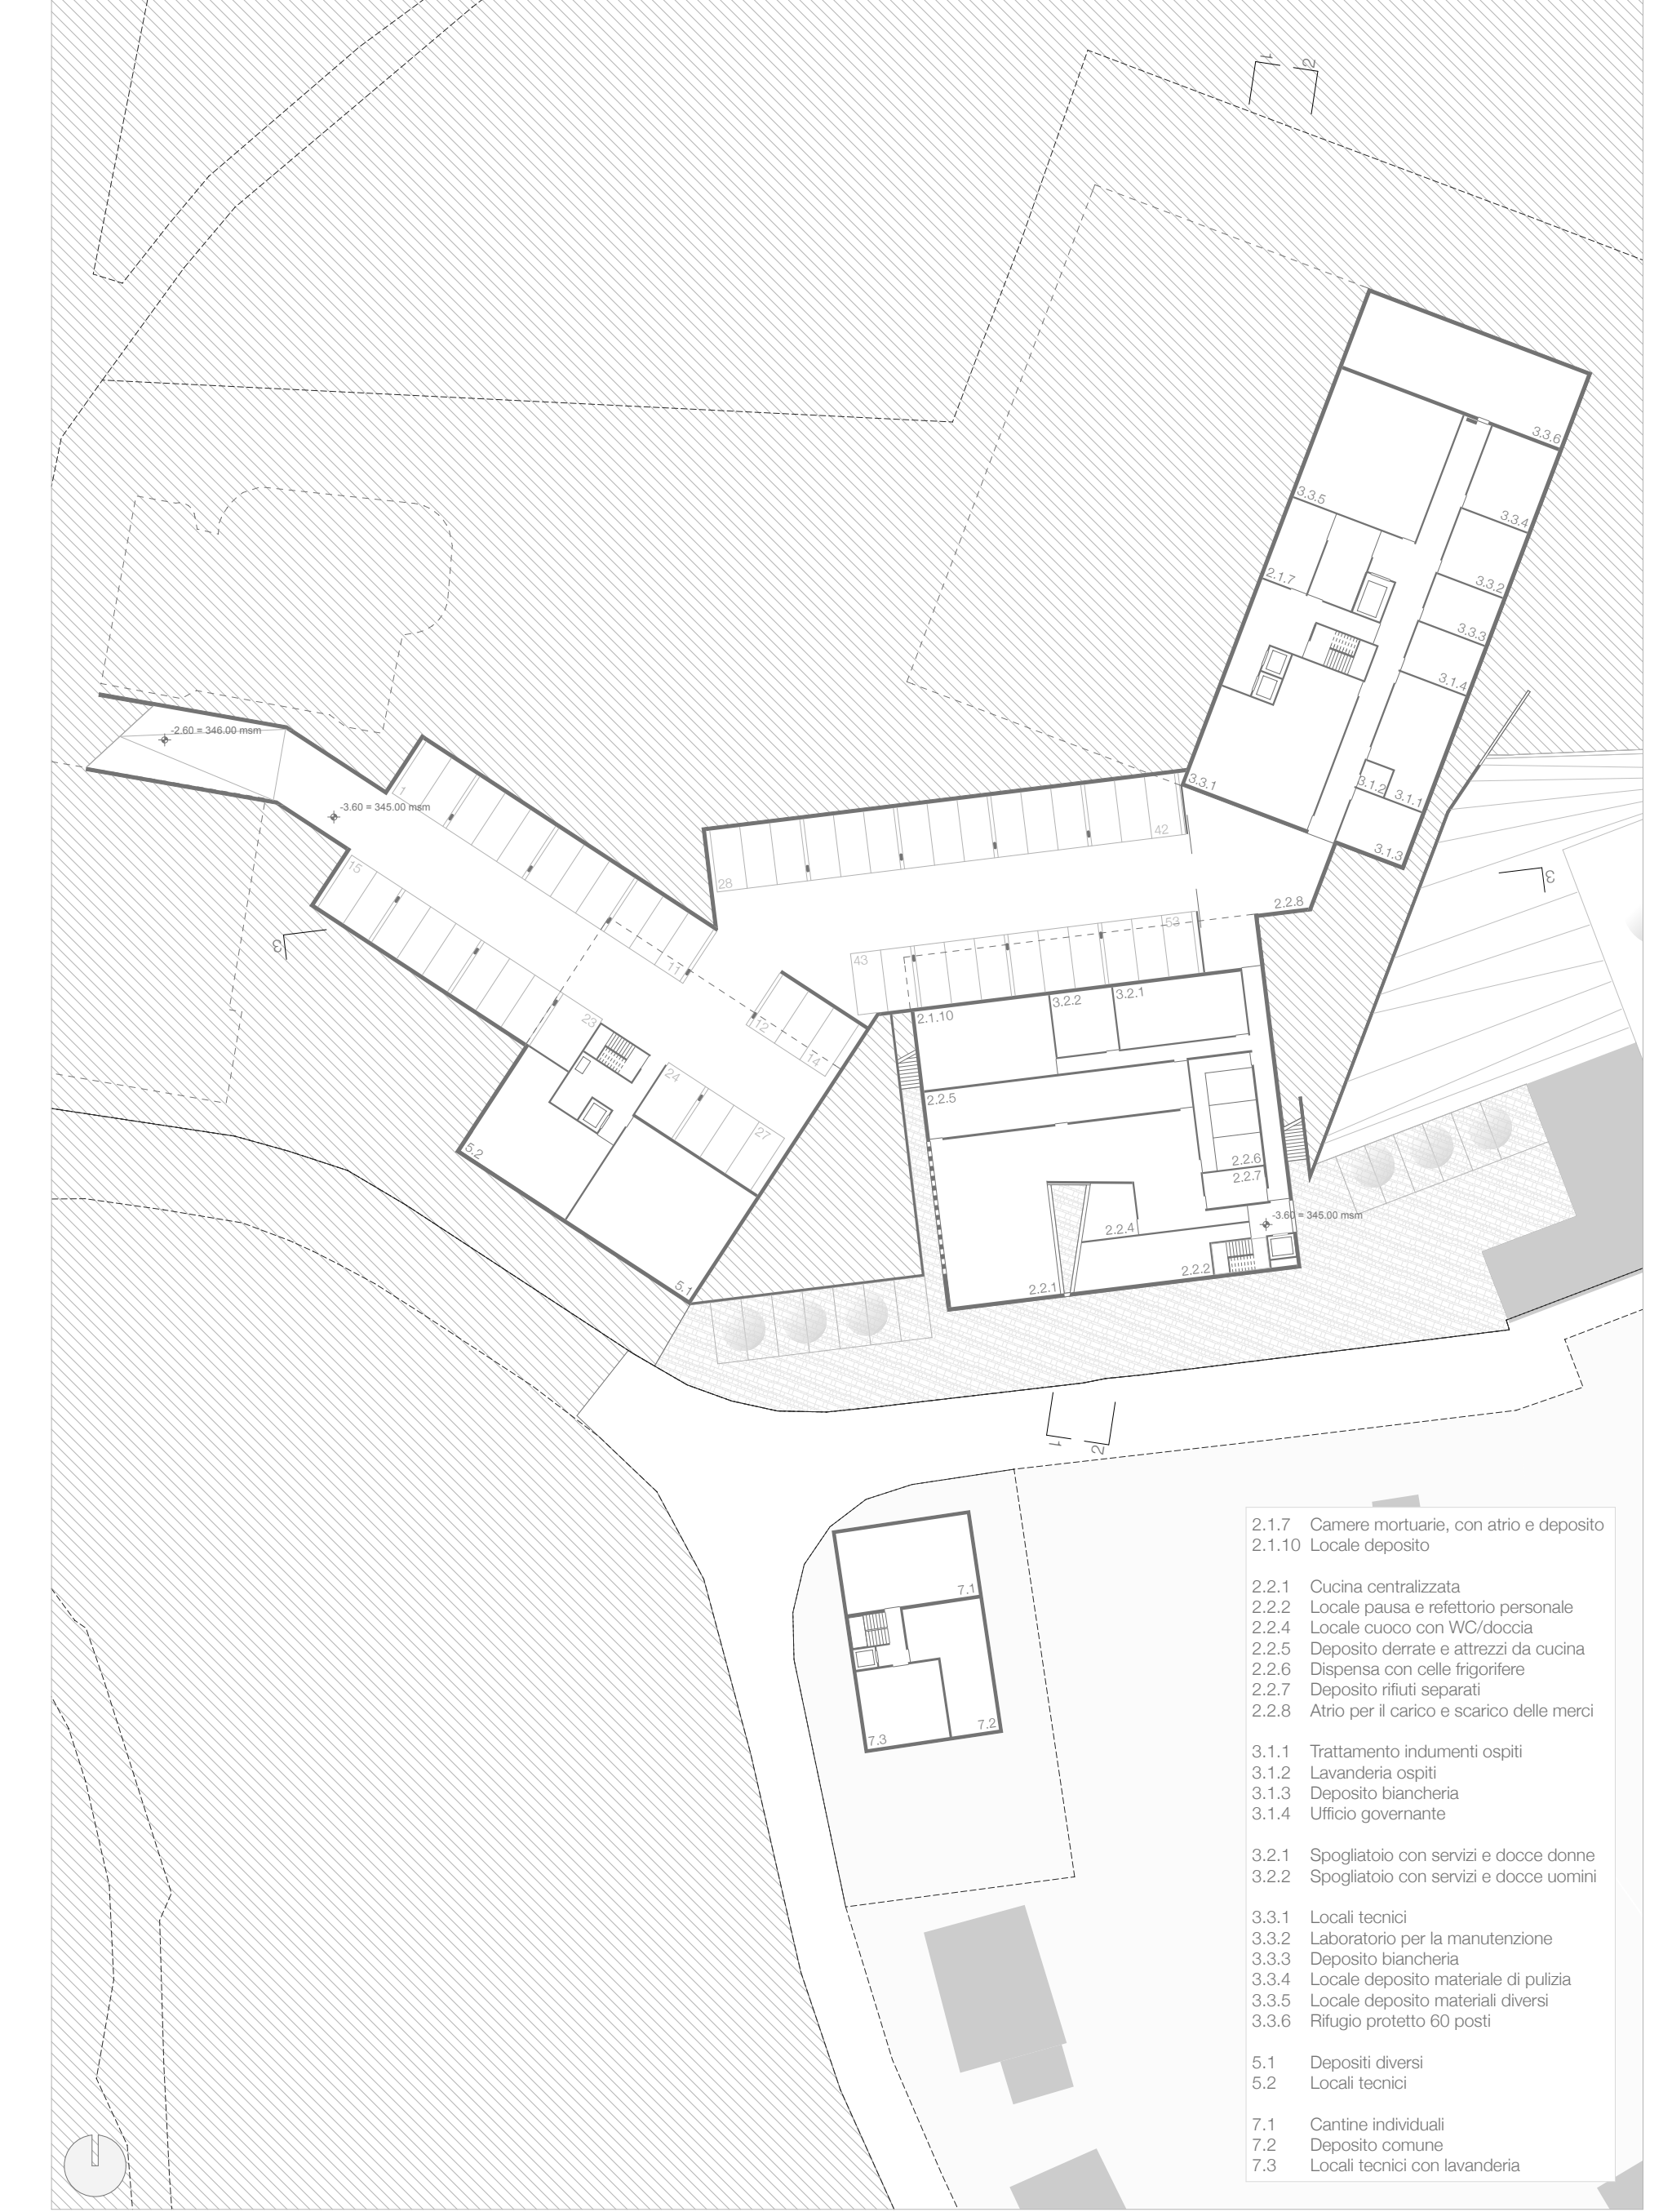 1
2
3.3.6
3.3.5
3.3.4
2.1.7
3.3.2
3.3.3
3.1.4
-2.60 = 346.00 msm
3.3.1
3.1.2
3.1.1
1
-3.60 = 345.00 msm
42
3.1.3
15
28
3
2.2.8
53
3
43
11
3.2.2
3.2.1
2.1.10
23
12
14
24
2.2.5
27
5.2
2.2.6
2.2.7
-3.60 = 345.00 msm
2.2.4
2.2.2
2.2.1
5.1
1
2
7.1
7.2
7.3
2.1.7 Camere mortuarie, con atrio e deposito
2.1.10 Locale deposito
2.2.1 Cucina centralizzata
2.2.2 Locale pausa e refettorio personale
2.2.4 Locale cuoco con WC/doccia
2.2.5 Deposito derrate e attrezzi da cucina
2.2.6 Dispensa con celle frigorifere
2.2.7 Deposito rifiuti separati
2.2.8 Atrio per il carico e scarico delle merci
3.1.1 Trattamento indumenti ospiti
3.1.2 Lavanderia ospiti
3.1.3 Deposito biancheria
3.1.4 Ufficio governante
3.2.1 Spogliatoio con servizi e docce donne
3.2.2 Spogliatoio con servizi e docce uomini
3.3.1 Locali tecnici
3.3.2 Laboratorio per la manutenzione
3.3.3 Deposito biancheria
3.3.4 Locale deposito materiale di pulizia
3.3.5 Locale deposito materiali diversi
3.3.6 Rifugio protetto 60 posti
5.1 Depositi diversi
5.2 Locali tecnici
7.1 Cantine individuali
7.2 Deposito comune
7.3 Locali tecnici con lavanderia